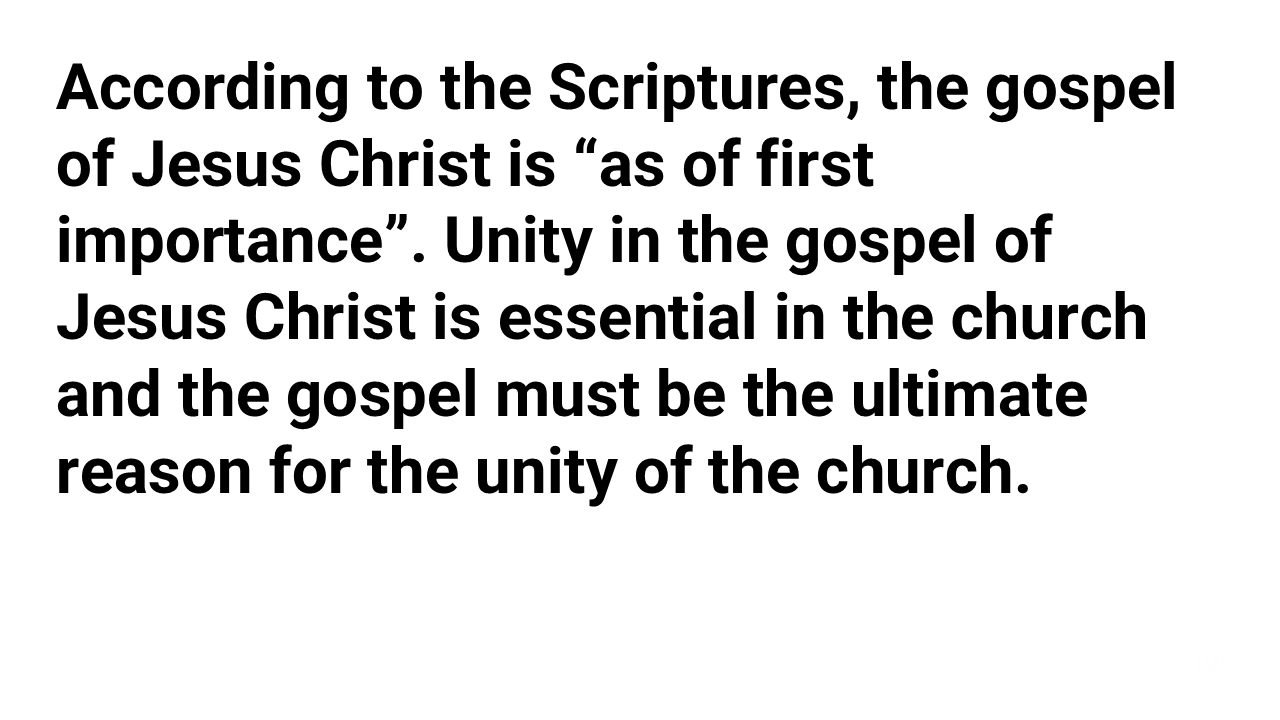 According to the Scriptures, the gospel
of Jesus Christ is “as of first
importance”. Unity in the gospel of
Jesus Christ is essential in the church
and the gospel must be the ultimate
reason for the unity of the church.